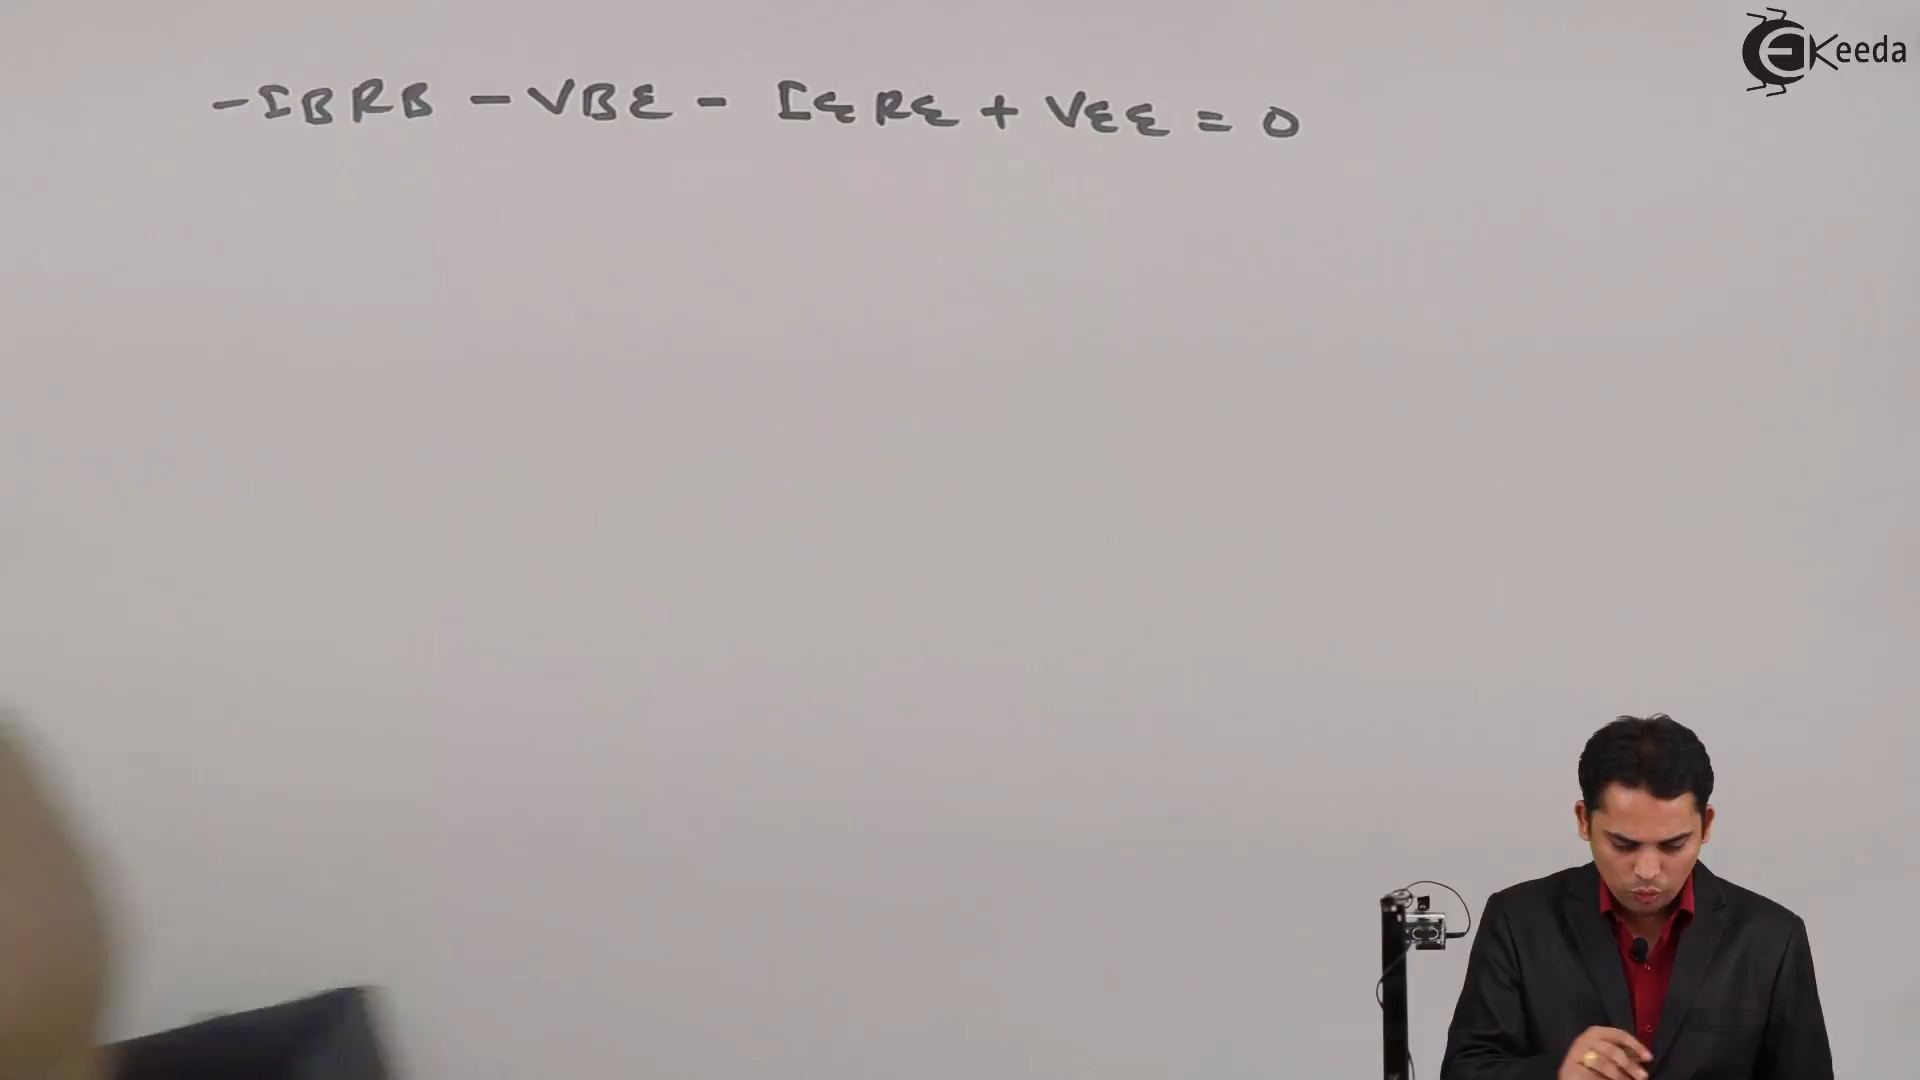 -IBRB - VBE - IERE + VEE = 0
EKeeda